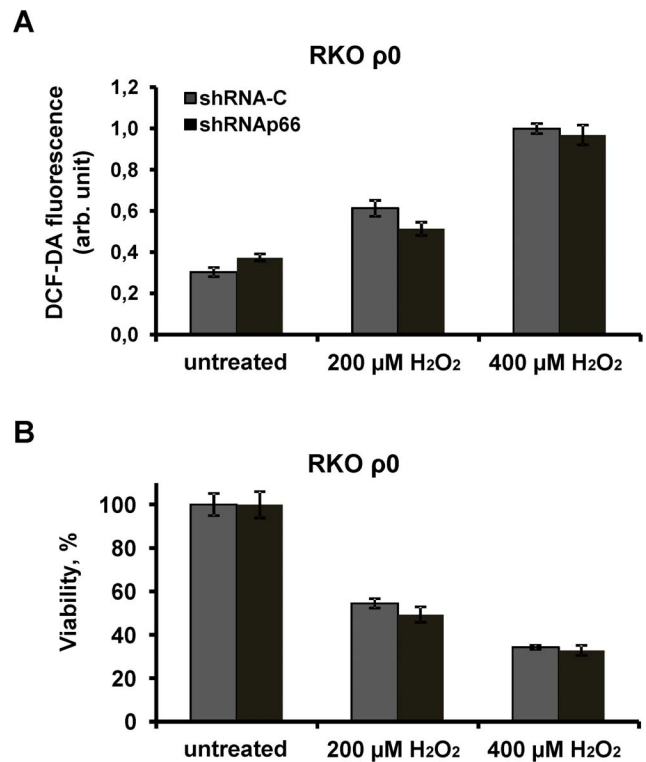 A
RKO ρ0
DCF-DA fluorescence
(arb. unit)
1,2
1,0
0,8
0,6
0,4
0,2
0,0
shRNA-C
shRNAp66
untreated
200 µM H₂O₂
400 µM H₂O₂
B
RKO ρ0
Viability, %
100
80
60
40
20
0
untreated
200 µM H₂O₂
400 µM H₂O₂